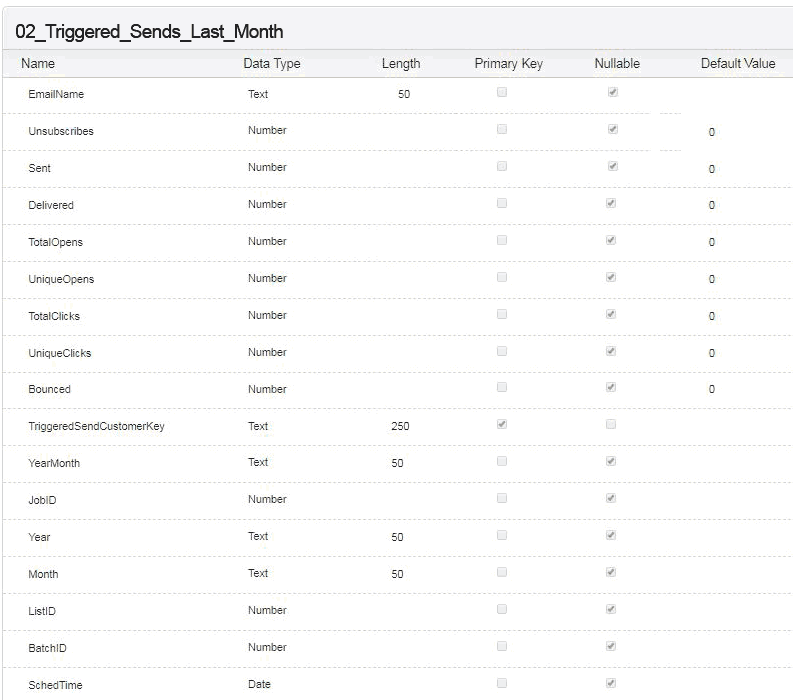 02_Triggered_Sends_Last_Month
Name Data Type Length Primary Key Nullable Default Value
EmailName Text 50
Unsubscribes Number 0
Sent Number 0
Delivered Number 0
TotalOpens Number 0
UniqueOpens Number 0
TotalClicks Number 0
UniqueClicks Number 0
Bounced Number 0
TriggeredSendCustomerKey Text 250
YearMonth Text 50
JobID Number
Year Text 50
Month Text 50
ListID Number
BatchID Number
SchedTime Date